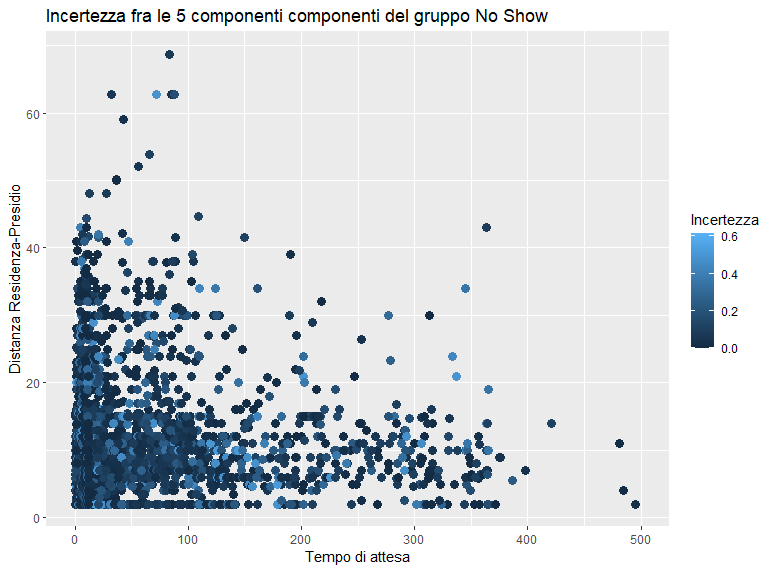 Incertezza fra le 5 componenti componenti del gruppo No Show
Distanza Residenza-Presidio
60
40
20
0
0 100 200 300 400 500
Tempo di attesa
Incertezza
0.6
0.4
0.2
0.0